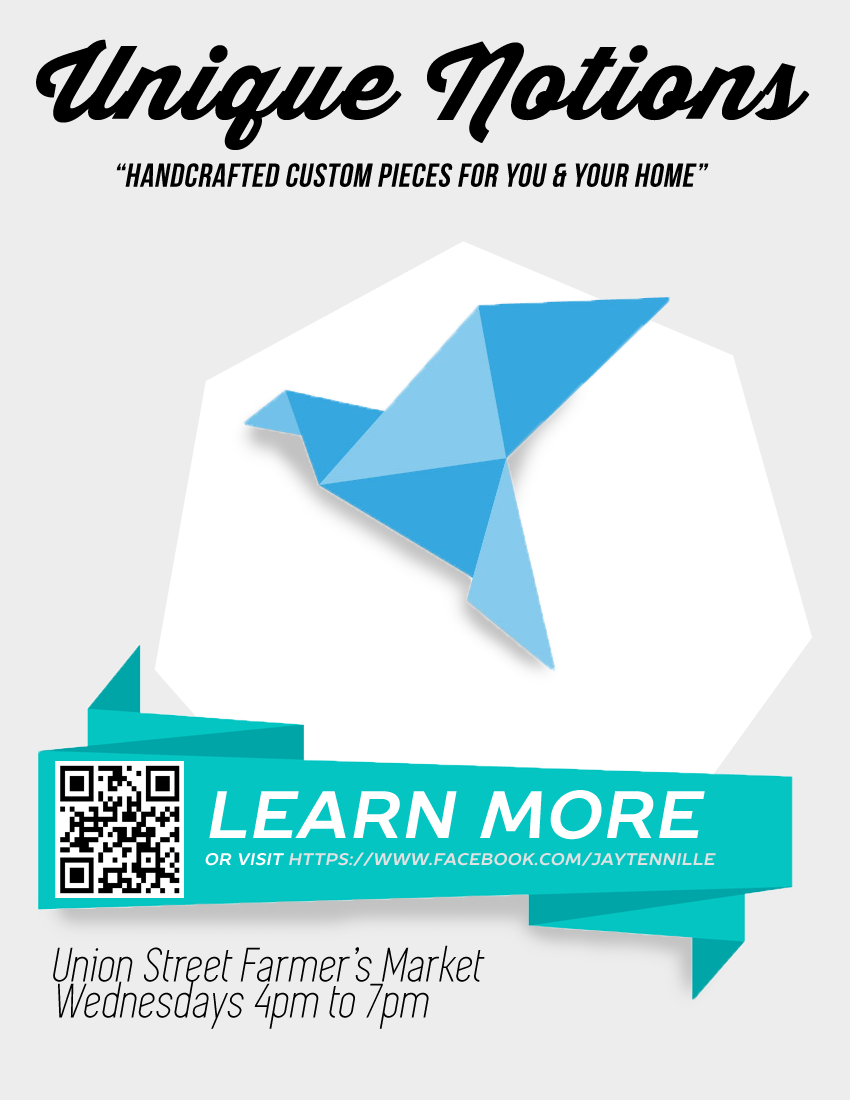 Unique Notions
“HANDCRAFTED CUSTOM PIECES FOR YOU & YOUR HOME”
LEARN MORE
OR VISIT HTTPS://WWW.FACEBOOK.COM/JAYTENNILLE
Union Street Farmer’s Market
Wednesdays 4pm to 7pm